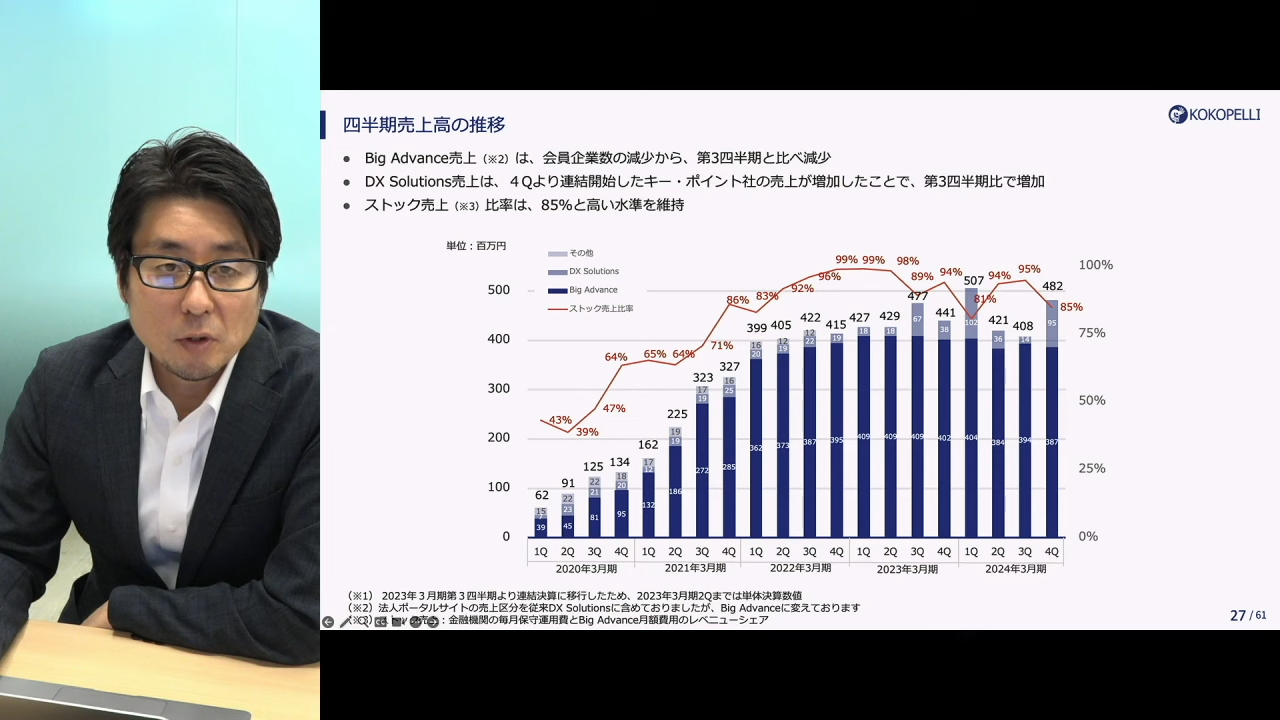 四半期売上高の推移
KOKOPELLI
● Big Advance売上（※2）は、会員企業数の減少から、第3四半期と比べ減少
● DX Solutions売上は、４Qより連結開始したキー・ポイント社の売上が増加したことで、第3四半期比で増加
● ストック売上（※3）比率は、85%と高い水準を維持
単位：百万円
その他
DX Solutions
Big Advance
ストック売上比率
500
400
300
200
100
0
100%
75%
50%
25%
0%
43% 39% 47% 64% 65% 64% 71% 86% 83% 92% 96% 99% 99% 98% 89% 94% 81% 94% 95% 85%
62 91 125 134 162 225 323 327 399 405 422 415 427 429 477 441 507 421 408 482
15 22 22 18 17 19 17 16 16 12 12
7 23 21 20 12 19 19 25 20 19 22 19 18 18 67 38 102 36 14 95
39 45 81 95 132 186 272 285 362 373 387 395 409 409 409 402 404 384 394 387
1Q 2Q 3Q 4Q 1Q 2Q 3Q 4Q 1Q 2Q 3Q 4Q 1Q 2Q 3Q 4Q 1Q 2Q 3Q 4Q
2020年3月期 2021年3月期 2022年3月期 2023年3月期 2024年3月期
（※1） 2023年３月期第３四半期より連結決算に移行したため、2023年3月期2Qまでは単体決算数値
（※2）法人ポータルサイトの売上区分を従来DX Solutionsに含めておりましたが、Big Advanceに変えております
：金融機関の毎月保守運用費とBig Advance月額費用のレベニューシェア
27 / 61